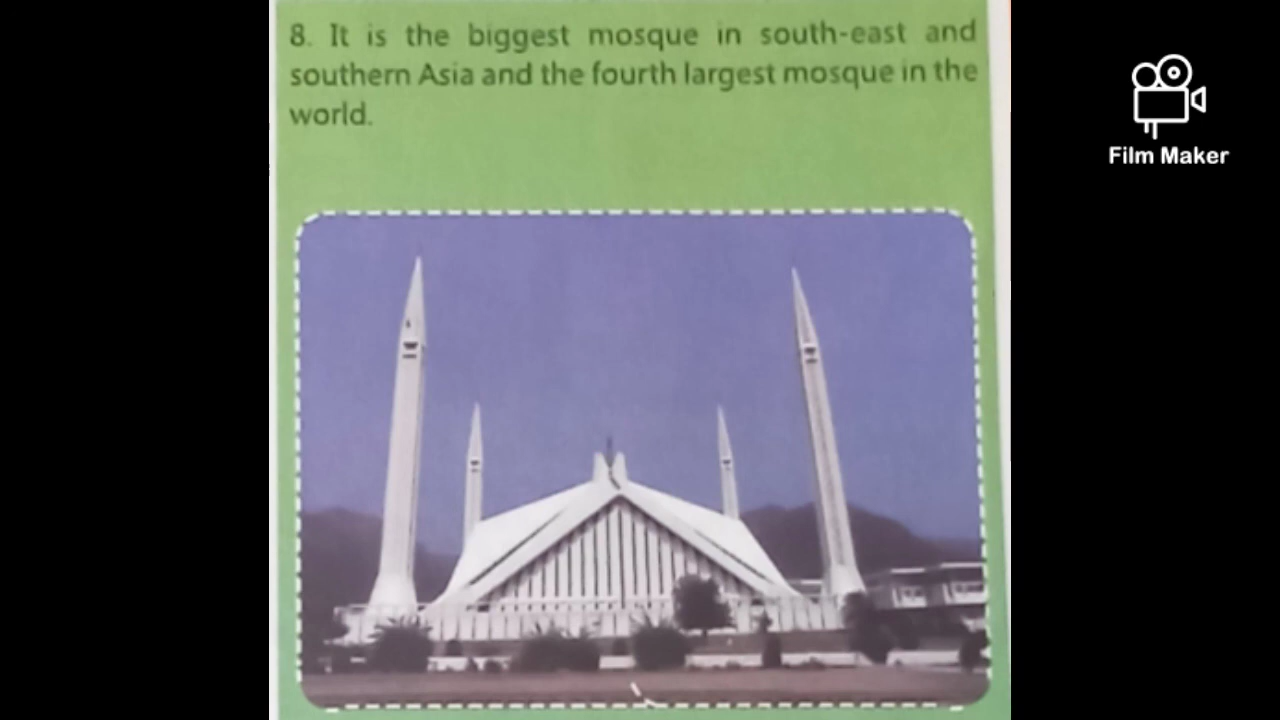 8. It is the biggest mosque in south-east and
southern Asia and the fourth largest mosque in the
world.
Film Maker